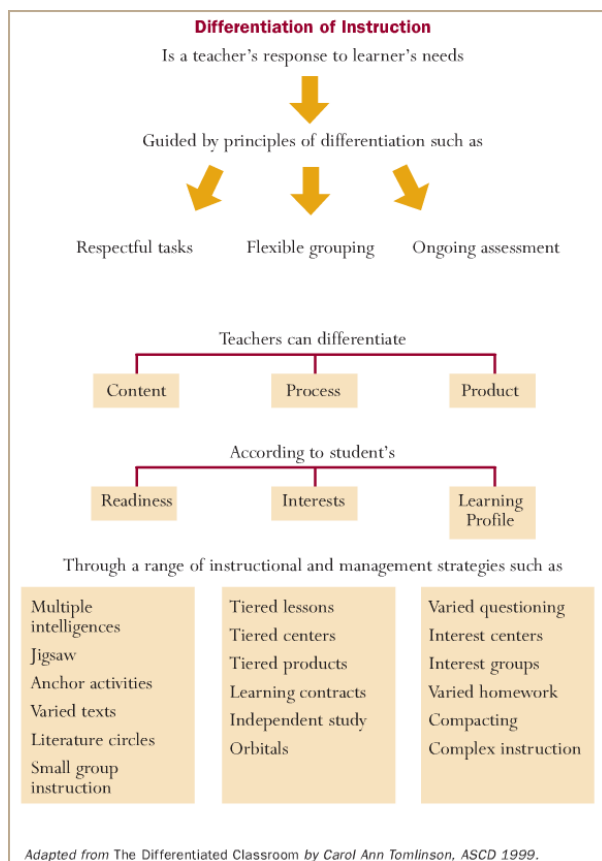 Differentiation of Instruction
Is a teacher's response to learner's needs
Guided by principles of differentiation such as
Respectful tasks
Flexible grouping
Ongoing assessment
Teachers can differentiate
Content
Process
Product
According to student's
Readiness
Interests
Learning
Profile
Through a range of instructional and management strategies such as
Multiple
intelligences
Jigsaw
Anchor activities
Varied texts
Literature circles
Small group
instruction
Tiered lessons
Tiered centers
Tiered products
Learning contracts
Independent study
Orbitals
Varied questioning
Interest centers
Interest groups
Varied homework
Compacting
Complex instruction
Adapted from The Differentiated Classroom by Carol Ann Tomlinson, ASCD 1999.